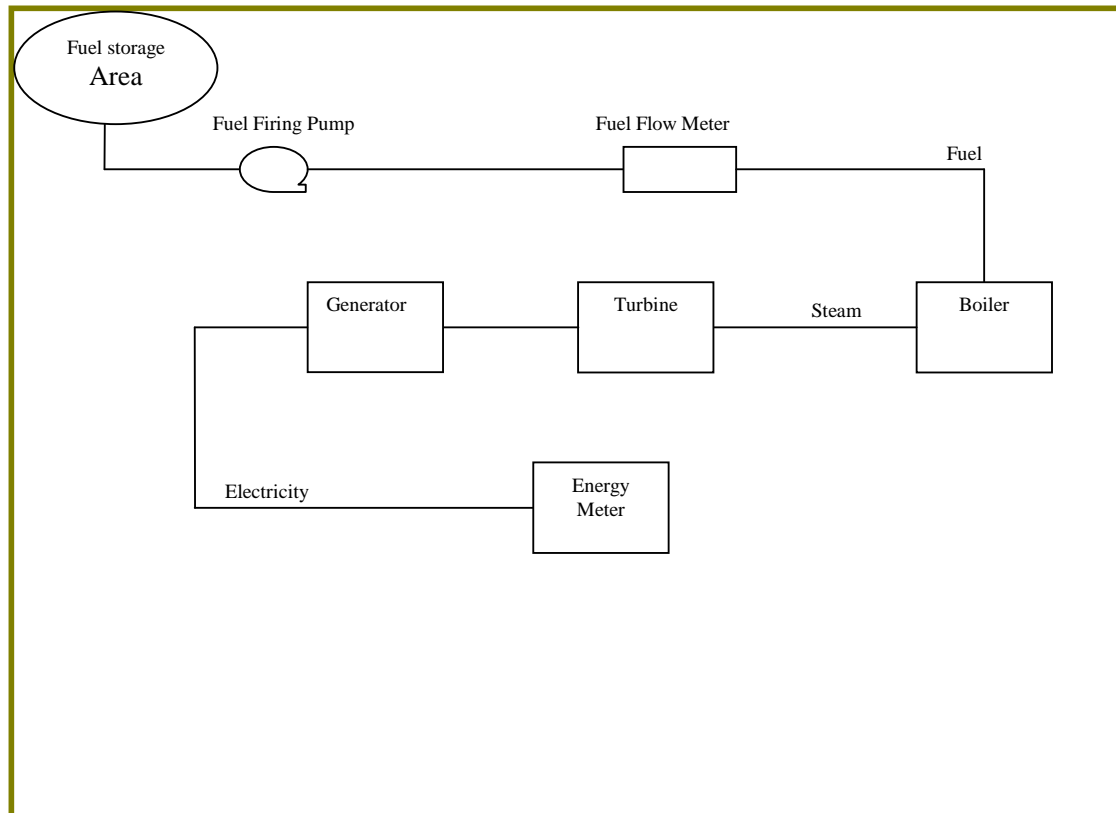 Fuel storage
Area
Fuel Firing Pump
Fuel Flow Meter
Fuel
Generator
Turbine
Steam
Boiler
Electricity
Energy
Meter